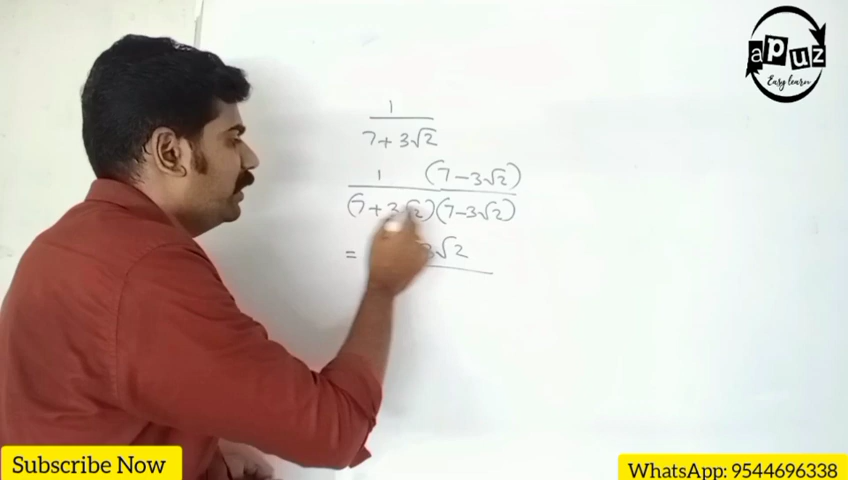 apuz
Easy learn
1
7+3√2
1 (7-3√2)
(7+3√2)(7-3√2)
= 3√2
Subscribe Now
WhatsApp: 9544696338